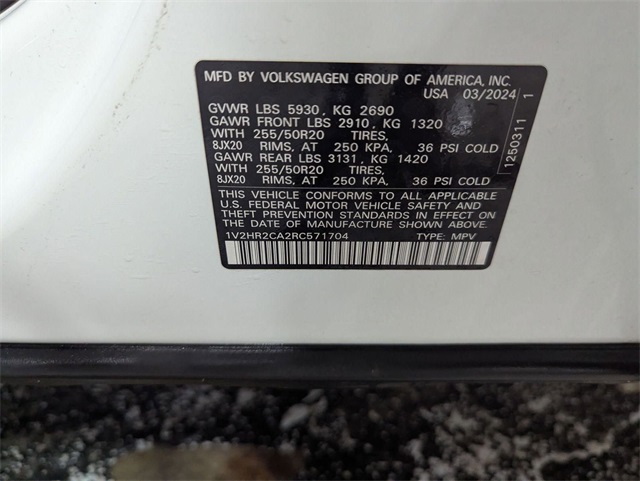 MFD BY VOLKSWAGEN GROUP OF AMERICA, INC.
USA 03/2024
GVWR LBS 5930, KG 2690
GAWR FRONT LBS 2910, KG 1320
WITH 255/50R20 TIRES,
8JX20 RIMS, AT 250 KPA, 36 PSI COLD
GAWR REAR LBS 3131, KG 1420
WITH 255/50R20 TIRES,
8JX20 RIMS, AT 250 KPA, 36 PSI COLD
THIS VEHICLE CONFORMS TO ALL APPLICABLE
U.S. FEDERAL MOTOR VEHICLE SAFETY AND
THEFT PREVENTION STANDARDS IN EFFECT ON
THE DATE OF MANUFACTURE SHOWN ABOVE.
1V2HR2CA2RC571704 TYPE: MPV
1250311 1